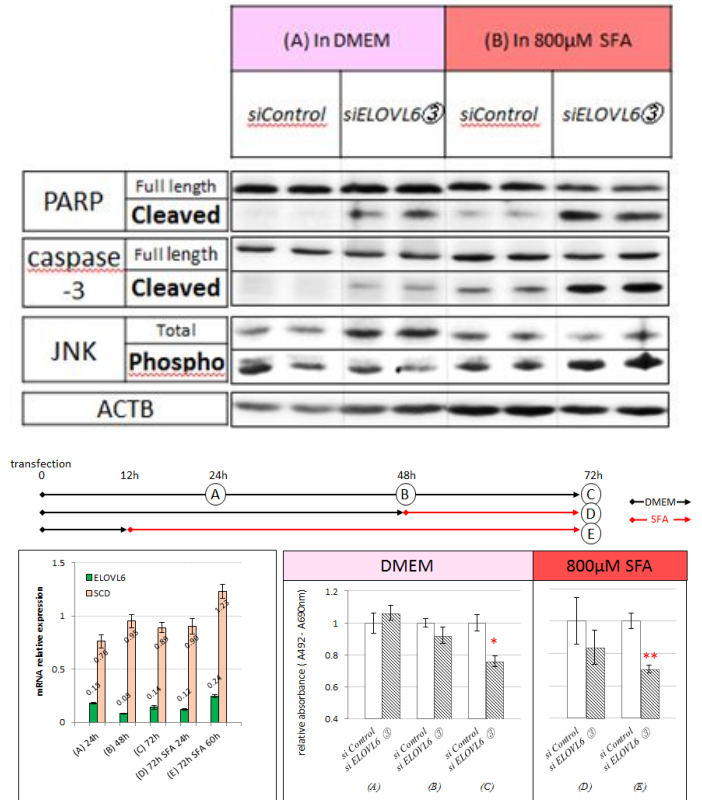 (A) In DMEM
(B) In 800μM SFA
siControl
siELOVL6③
siControl
siELOVL6③
PARP
Full length
Cleaved
caspase
-3
Full length
Cleaved
JNK
Total
Phospho
ACTB
transfection
0
12h
24h
48h
72h
A
B
C
D
E
DMEM
SFA
mRNA relative expression
1.5
1
0.5
0
ELOVL6
SCD
0.76
0.08
0.95
0.14
0.89
0.12
0.90
0.24
1.23
(A) 24h
(B) 48h
(C) 72h
(D) 72h SFA 24h
(E) 72h SFA 60h
DMEM
800μM SFA
relative absorbance ( A492 - A690nm)
1.2
1
0.8
0.6
0.4
*
**
si Control
si ELOVL6 ③
si Control
si ELOVL6 ③
si Control
si ELOVL6 ③
si Control
si ELOVL6 ③
si Control
si ELOVL6 ③
(A)
(B)
(C)
(D)
(E)